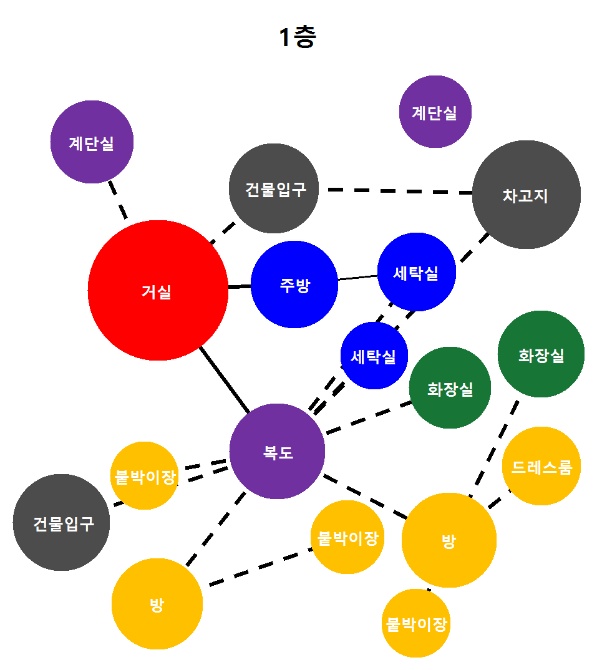 1층
계단실
계단실
건물입구
차고지
거실
주방
세탁실
세탁실
화장실
화장실
복도
붙박이장
드레스룸
건물입구
붙박이장
방
방
붙박이장